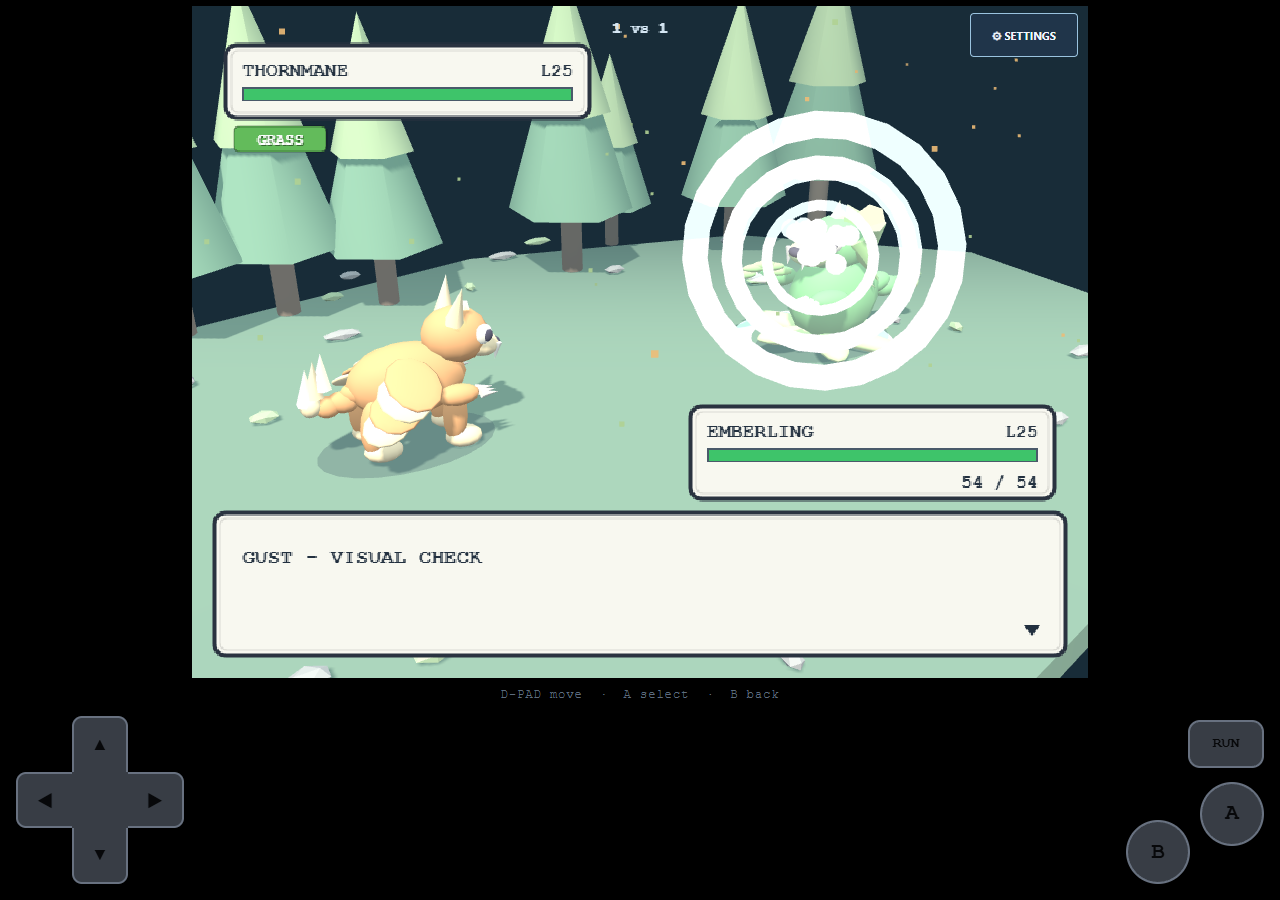 1 vs 1
⚙ SETTINGS
THORNMANE L25
GRASS
EMBERLING L25
54 / 54
GUST - VISUAL CHECK
D-PAD move · A select · B back
RUN
A
B